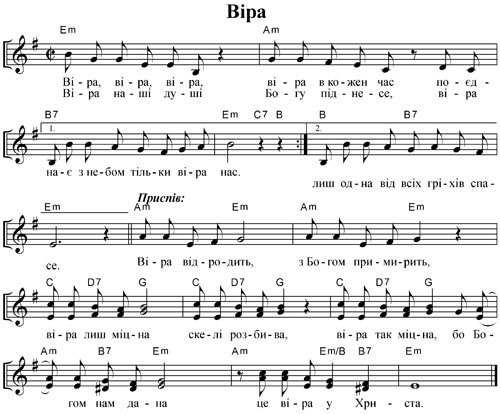 Віра
Em Am
Ві-ра, ві-ра, ві-ра, ві-ра в ко-жен час по-єд-
Віра на-ші ду-ші Бо-гу під-не-се, віра
B7 Em C7 B B B7
1. 2.
на-є з не-бом тіль-ки ві-ра нас.
лиш од-на від всіх грі-хів спа-
Em Приспів: Am Em Am Em
се. Ві-ра від-ро-дить, з Бо-гом при-ми-рить,
C D7 G C D7 G C D7 G C
ві-ра лиш міц-на ске-лі роз-би-ва, ві-ра так міц-на, бо Бо-
Am B7 Em Am Em/B B7 Em
гом нам да-на це ві-ра у Хри-ста.